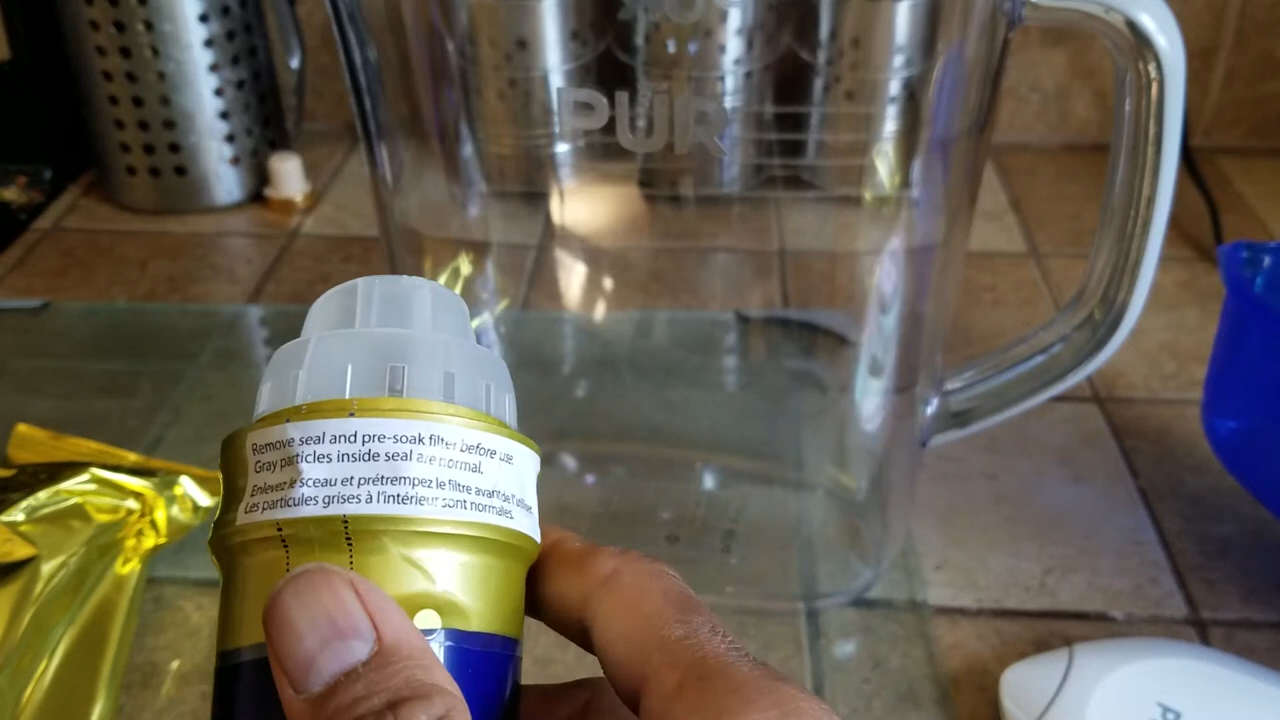 PUR
Remove seal and pre-soak filter before use.
Gray particles inside seal are normal.
Enlevez le sceau et prétrempez le filtre avant de l'utiliser.
Les particules grises à l'intérieur sont normales.
P